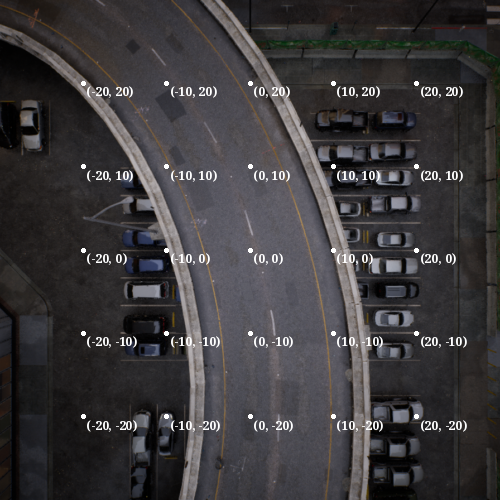 (-20, 20) (-10, 20) (0, 20) (10, 20) (20, 20)
(-20, 10) (-10, 10) (0, 10) (10, 10) (20, 10)
(-20, 0) (-10, 0) (0, 0) (10, 0) (20, 0)
(-20, -10) (-10, -10) (0, -10) (10, -10) (20, -10)
(-20, -20) (-10, -20) (0, -20) (10, -20) (20, -20)